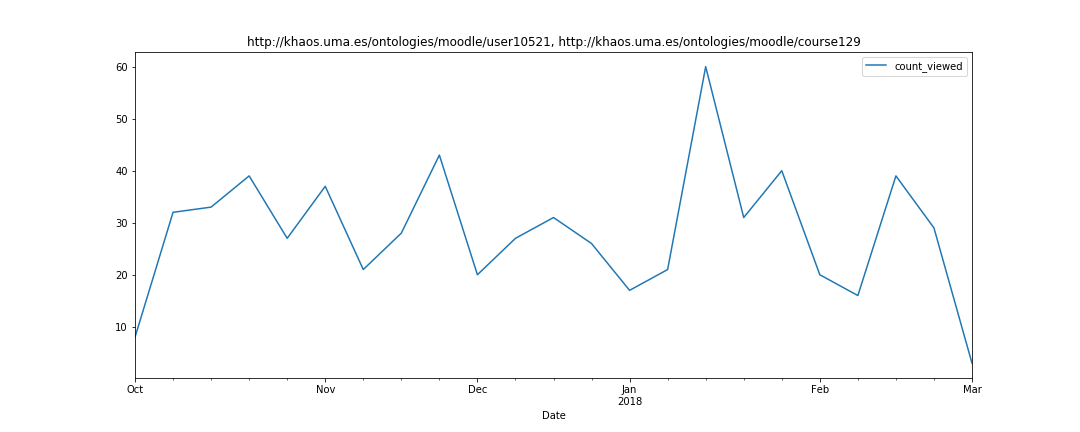 http://khaos.uma.es/ontologies/moodle/user10521, http://khaos.uma.es/ontologies/moodle/course129
count_viewed
60
50
40
30
20
10
Oct Nov Dec Jan Feb Mar
2018
Date